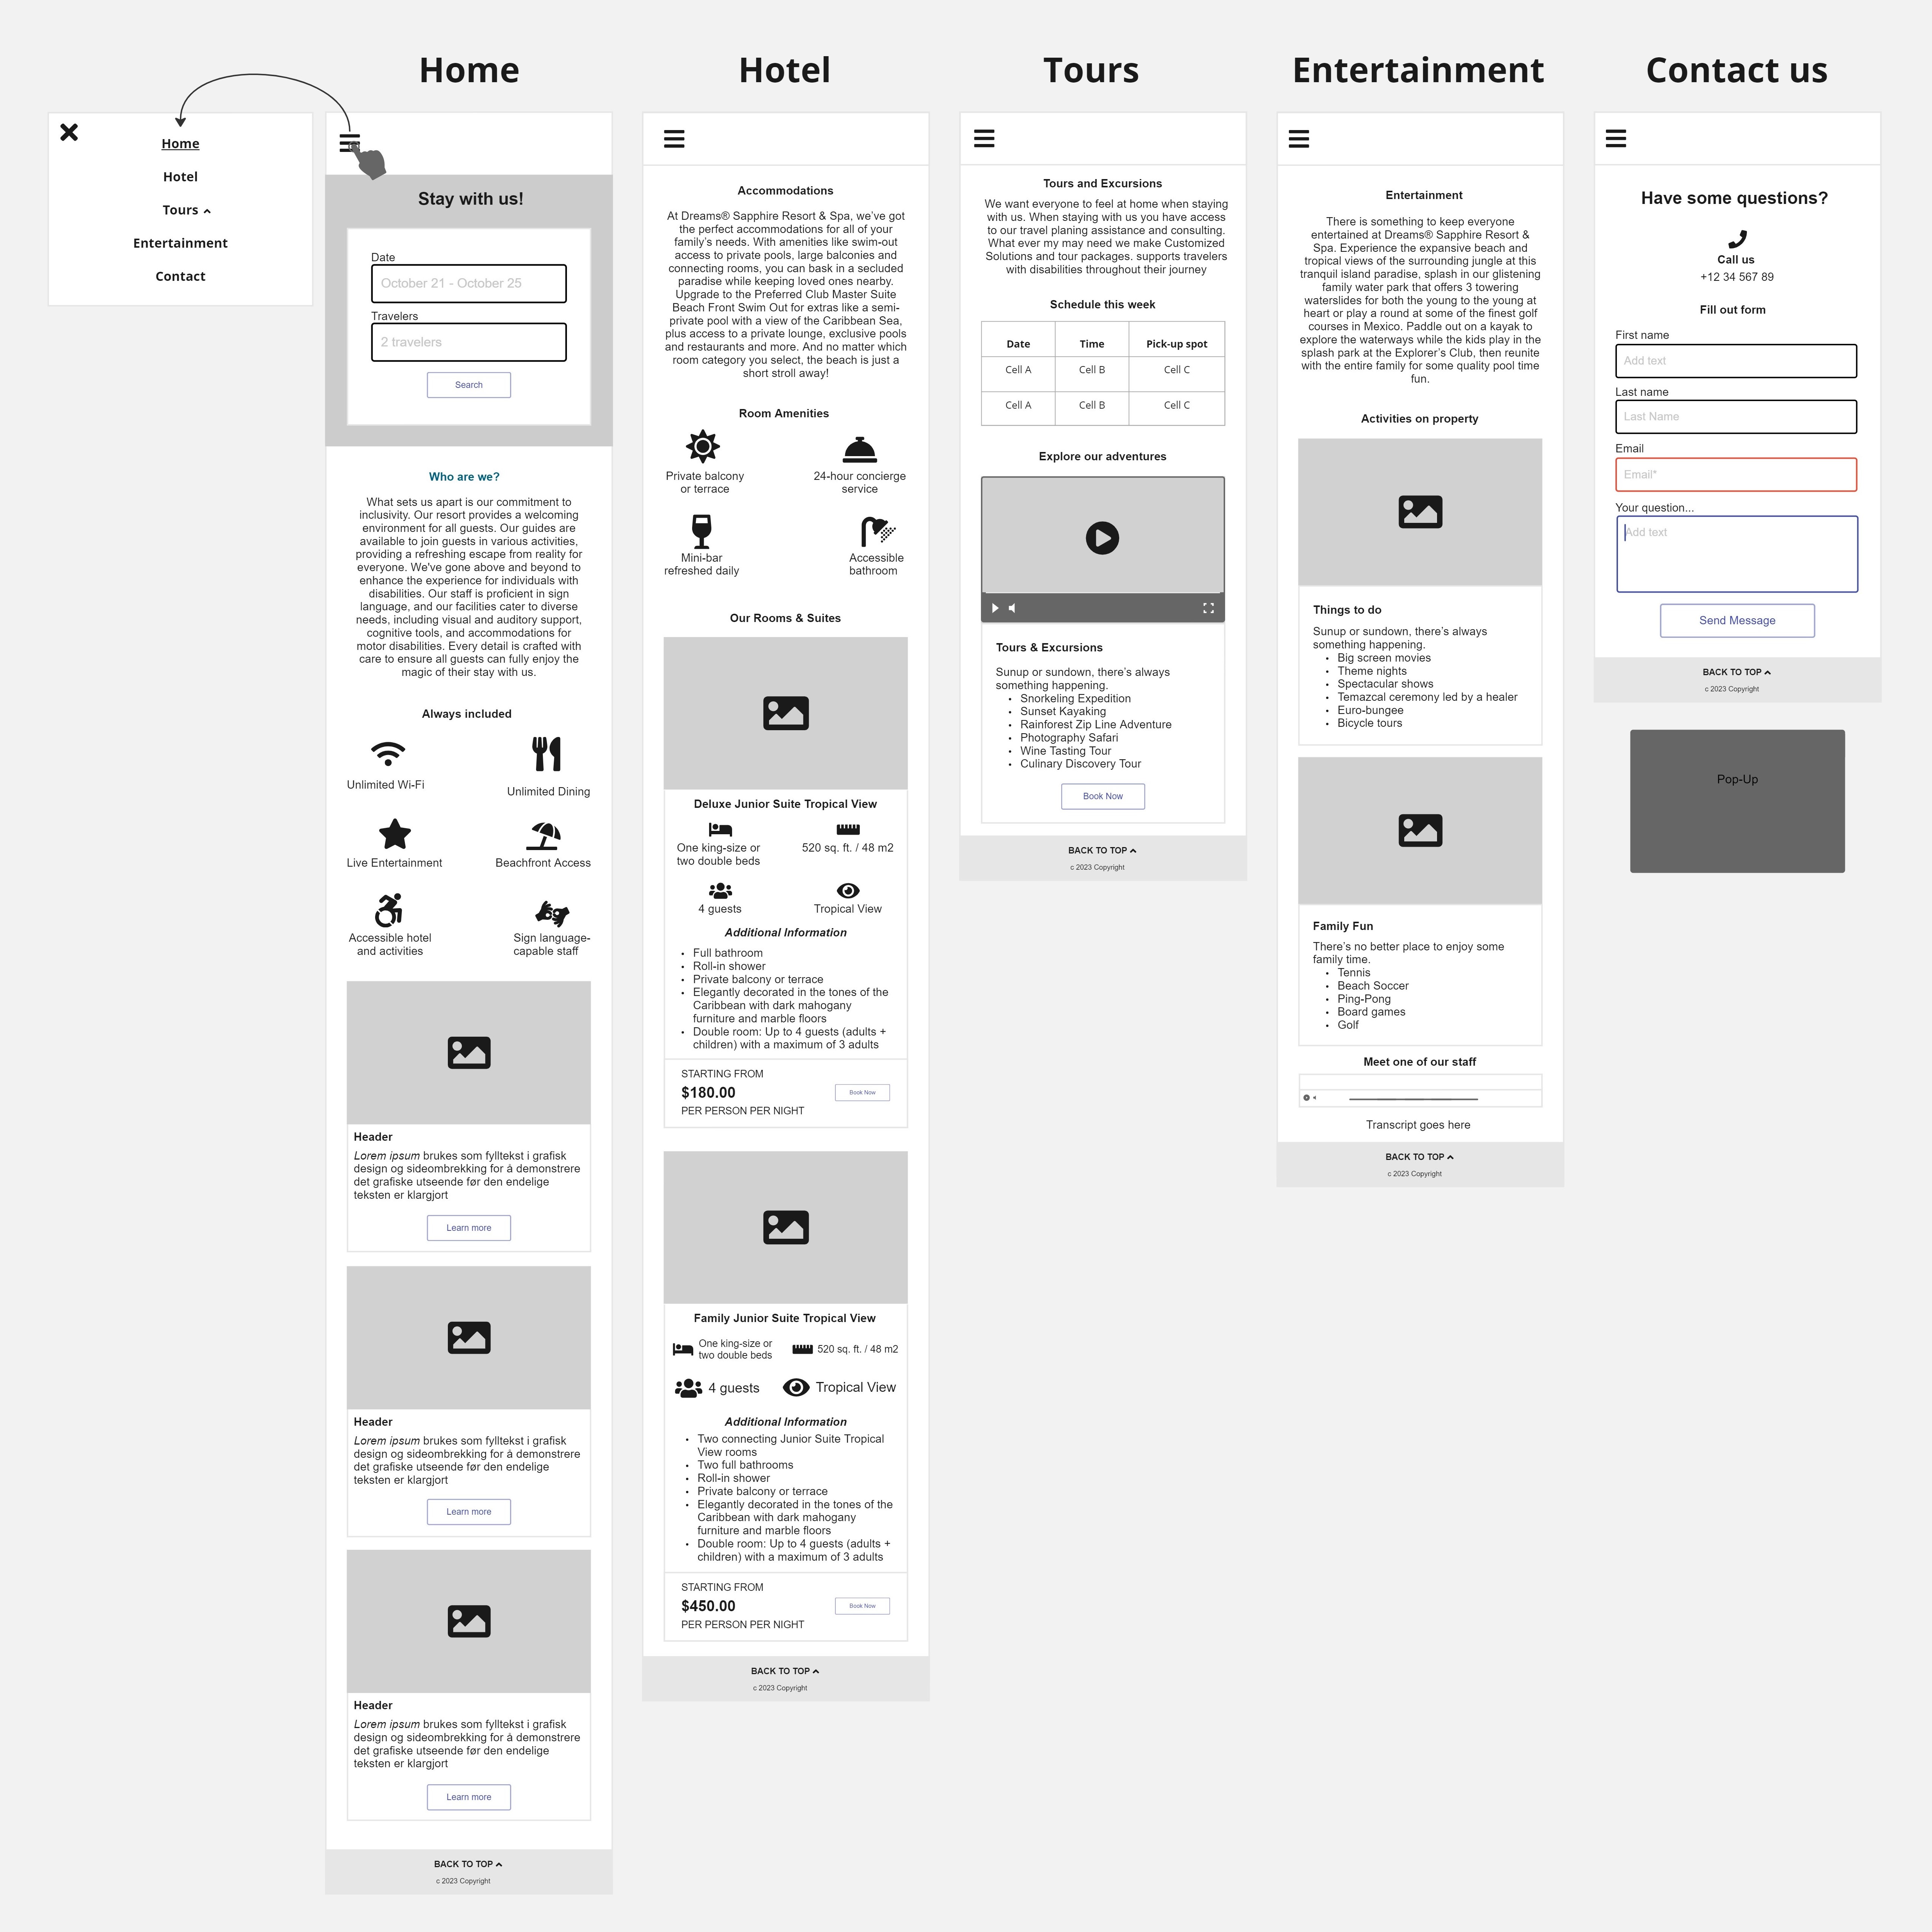 Home
Hotel
Tours
Entertainment
Contact us
Home
Hotel
Tours
Entertainment
Contact
Stay with us!
Date
October 21 - October 25
Travelers
2 travelers
Search
Who are we?
What sets us apart is our commitment to
inclusivity. Our resort provides a welcoming
environment for all guests. Our guides are
available to join guests in various activities,
providing a refreshing escape from reality for
everyone. We've gone above and beyond to
enhance the experience for individuals with
disabilities. Our staff is proficient in sign
language, and our facilities cater to diverse
needs, including visual and auditory support,
cognitive tools, and accommodations for
motor disabilities. Every detail is crafted with
care to ensure all guests can fully enjoy the
magic of their stay with us.
Always included
Unlimited Wi-Fi
Unlimited Dining
Live Entertainment
Beachfront Access
Accessible hotel
and activities
Sign language-
capable staff
Header
Lorem ipsum brukes som fylltekst i grafisk
design og sideombrekking for å demonstrere
det grafiske utseende før den endelige
teksten er klargjort
Learn more
Header
Lorem ipsum brukes som fylltekst i grafisk
design og sideombrekking for å demonstrere
det grafiske utseende før den endelige
teksten er klargjort
Learn more
Header
Lorem ipsum brukes som fylltekst i grafisk
design og sideombrekking for å demonstrere
det grafiske utseende før den endelige
teksten er klargjort
Learn more
BACK TO TOP
c 2023 Copyright
Accommodations
At Dreams® Sapphire Resort & Spa, we've got
the perfect accommodations for all of your
family's needs. With amenities like swim-out
access to private pools, large balconies and
connecting rooms, you can bask in a secluded
paradise while keeping loved ones nearby.
Upgrade to the Preferred Club Master Suite
Beach Front Swim Out for extras like a semi-
private pool with a view of the Caribbean Sea,
plus access to a private lounge, exclusive pools
and restaurants and more. And no matter which
room category you select, the beach is just a
short stroll away!
Room Amenities
Private balcony
or terrace
24-hour concierge
service
Mini-bar
refreshed daily
Accessible
bathroom
Our Rooms & Suites
Deluxe Junior Suite Tropical View
One king-size or
two double beds
520 sq. ft. / 48 m2
4 guests
Tropical View
Additional Information
• Full bathroom
• Roll-in shower
• Private balcony or terrace
• Elegantly decorated in the tones of the
Caribbean with dark mahogany
furniture and marble floors
• Double room: Up to 4 guests (adults +
children) with a maximum of 3 adults
STARTING FROM
$180.00
PER PERSON PER NIGHT
Book Now
Family Junior Suite Tropical View
One king-size or
two double beds
520 sq. ft. / 48 m2
4 guests
Tropical View
Additional Information
• Two connecting Junior Suite Tropical
View rooms
• Two full bathrooms
• Roll-in shower
• Private balcony or terrace
• Elegantly decorated in the tones of the
Caribbean with dark mahogany
furniture and marble floors
• Double room: Up to 4 guests (adults +
children) with a maximum of 3 adults
STARTING FROM
$450.00
PER PERSON PER NIGHT
Book Now
BACK TO TOP
c 2023 Copyright
Tours and Excursions
We want everyone to feel at home when staying
with us. When staying with us you have access
to our travel planing assistance and consulting.
What ever my may need we make Customized
Solutions and tour packages. supports travelers
with disabilities throughout their journey
Schedule this week
Date Time Pick-up spot
Cell A Cell B Cell C
Cell A Cell B Cell C
Explore our adventures
Tours & Excursions
Sunup or sundown, there's always
something happening.
• Snorkeling Expedition
• Sunset Kayaking
• Rainforest Zip Line Adventure
• Photography Safari
• Wine Tasting Tour
• Culinary Discovery Tour
Book Now
BACK TO TOP
c 2023 Copyright
Entertainment
There is something to keep everyone
entertained at Dreams® Sapphire Resort &
Spa. Experience the expansive beach and
tropical views of the surrounding jungle at this
tranquil island paradise, splash in our glistening
family water park that offers 3 towering
waterslides for both the young to the young at
heart or play a round at some of the finest golf
courses in Mexico. Paddle out on a kayak to
explore the waterways while the kids play in the
splash park at the Explorer's Club, then reunite
with the entire family for some quality pool time
fun.
Activities on property
Things to do
Sunup or sundown, there's always
something happening.
• Big screen movies
• Theme nights
• Spectacular shows
• Temazcal ceremony led by a healer
• Euro-bungee
• Bicycle tours
Family Fun
There's no better place to enjoy some
family time.
• Tennis
• Beach Soccer
• Ping-Pong
• Board games
• Golf
Meet one of our staff
Transcript goes here
BACK TO TOP
c 2023 Copyright
Have some questions?
Call us
+12 34 567 89
Fill out form
First name
Add text
Last name
Last Name
Email
Email*
Your question...
Add text
Send Message
BACK TO TOP
c 2023 Copyright
Pop-Up